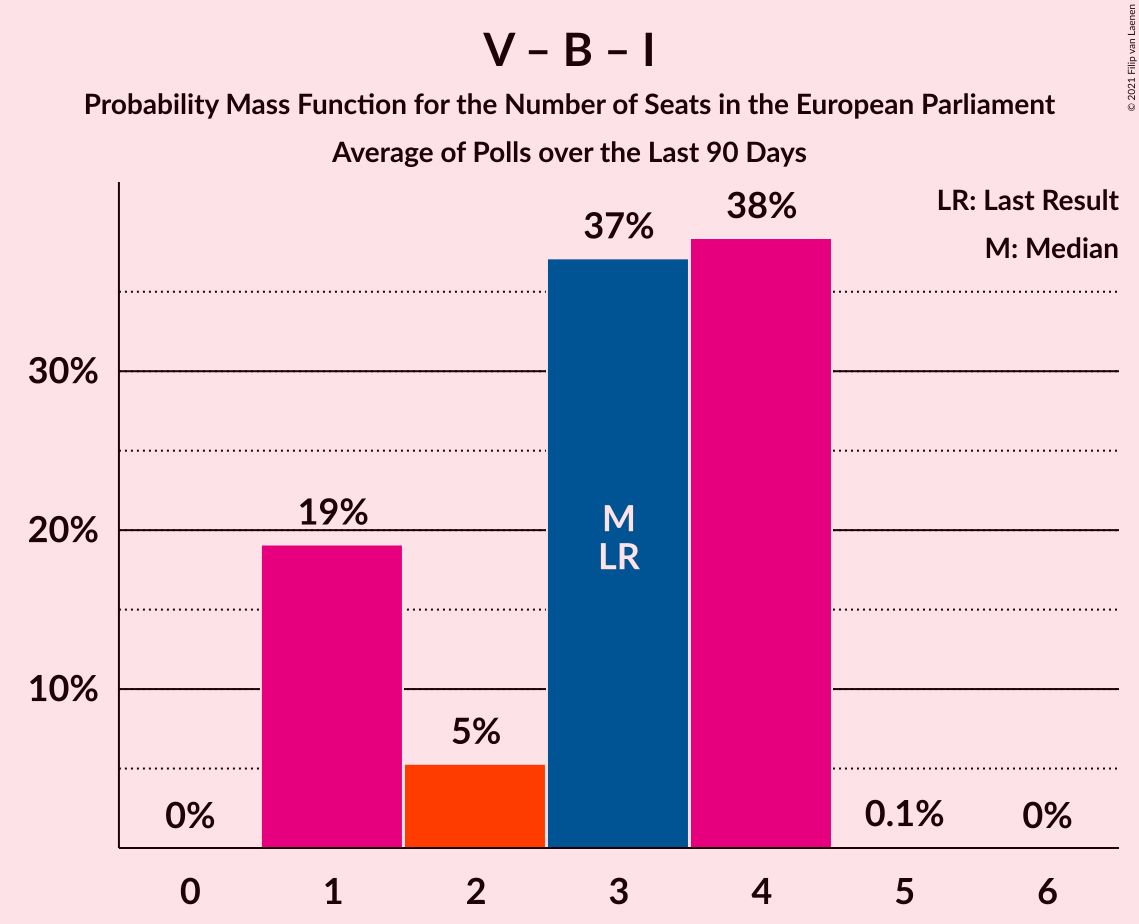 V – B – I
Probability Mass Function for the Number of Seats in the European Parliament
Average of Polls over the Last 90 Days
© 2021 Filip van Laenen
LR: Last Result
M: Median
38%
37%
30%
19%
20%
M
LR
10%
5%
0%
0.1%
0%
0 1 2 3 4 5 6